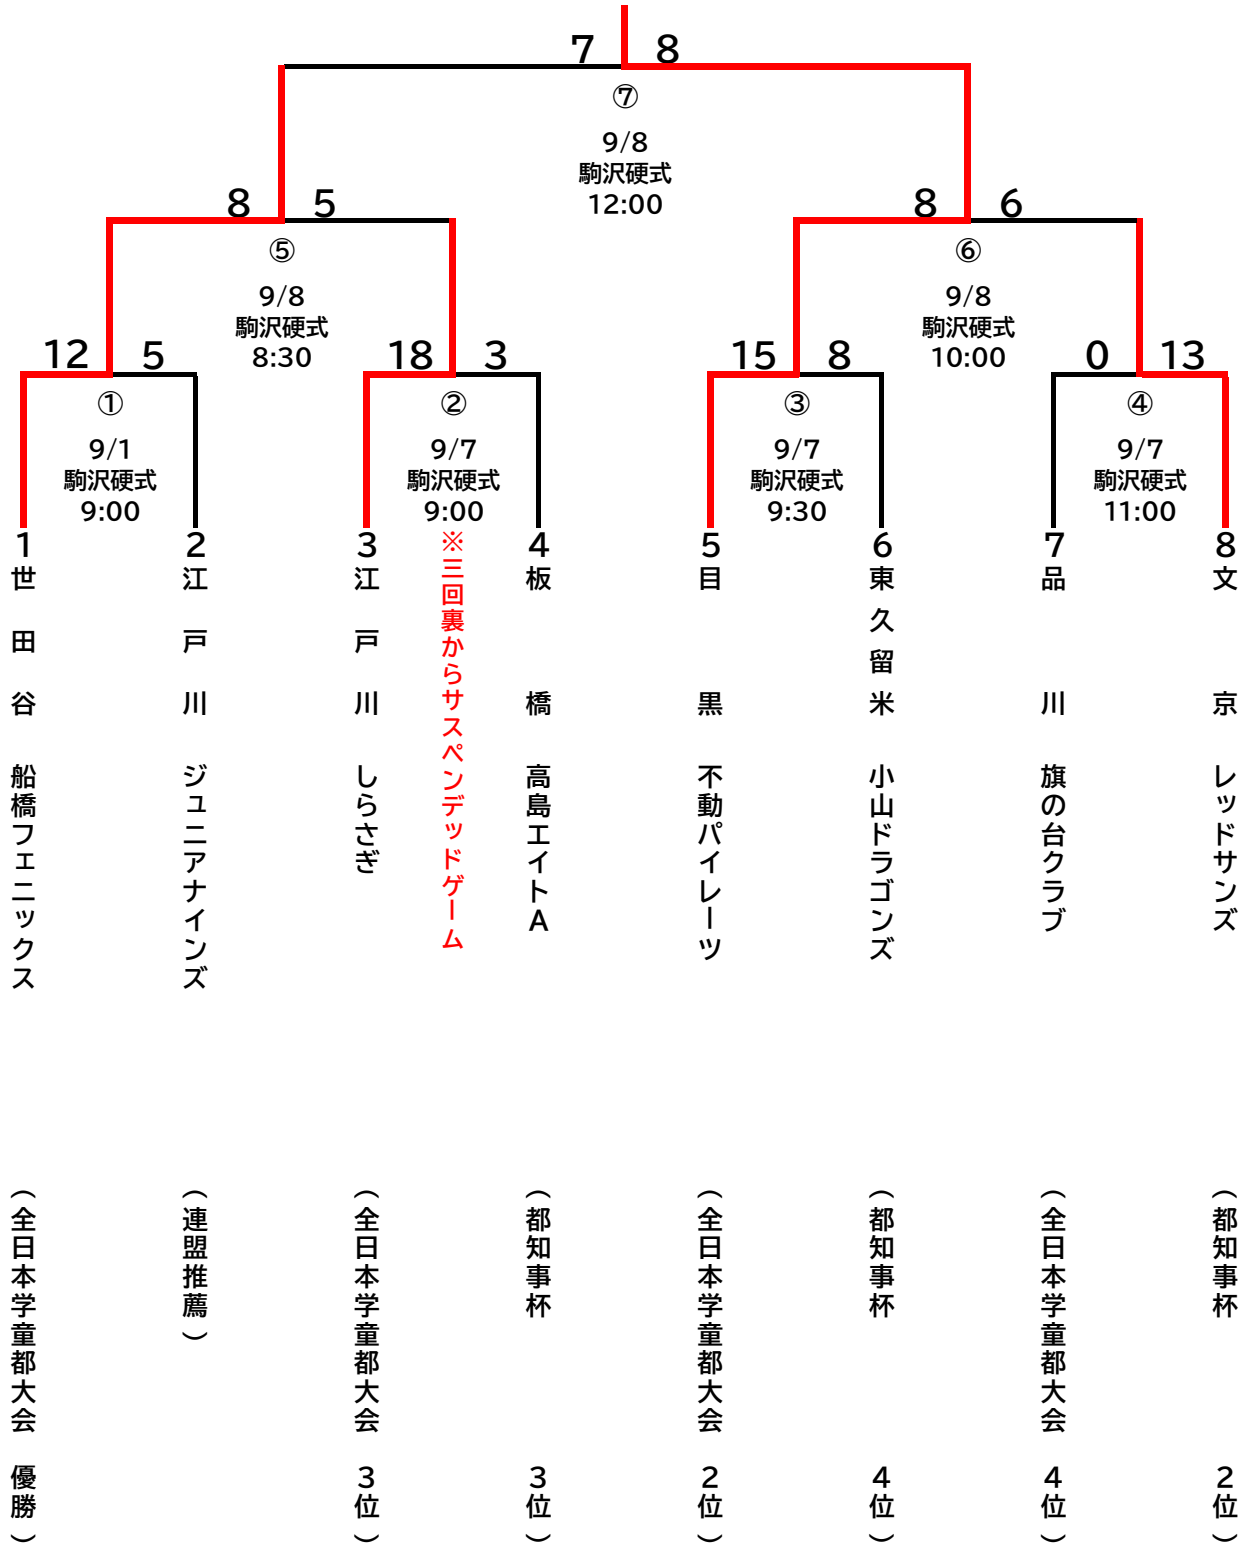 7 8
⑦
9/8
駒沢硬式
12:00
8 5
⑤
9/8
駒沢硬式
8:30
8 6
⑥
9/8
駒沢硬式
10:00
12 5
①
9/1
駒沢硬式
9:00
18 3
②
9/7
駒沢硬式
9:00
15 8
③
9/7
駒沢硬式
9:30
0 13
④
9/7
駒沢硬式
11:00
1
世田谷 船橋フェニックス
(全日本学童都大会 優勝)
2
江戸川 ジュニアナインズ
(連盟推薦)
3
江戸川 しらさぎ
(全日本学童都大会 3位)
※三回裏からサスペンデッドゲーム
4
板橋 高島エイトA
(都知事杯 3位)
5
目黒 不動パイレーツ
(全日本学童都大会 2位)
6
東久留米 小山ドラゴンズ
(都知事杯 4位)
7
品川 旗の台クラブ
(全日本学童都大会 4位)
8
文京 レッドサンズ
(都知事杯 2位)